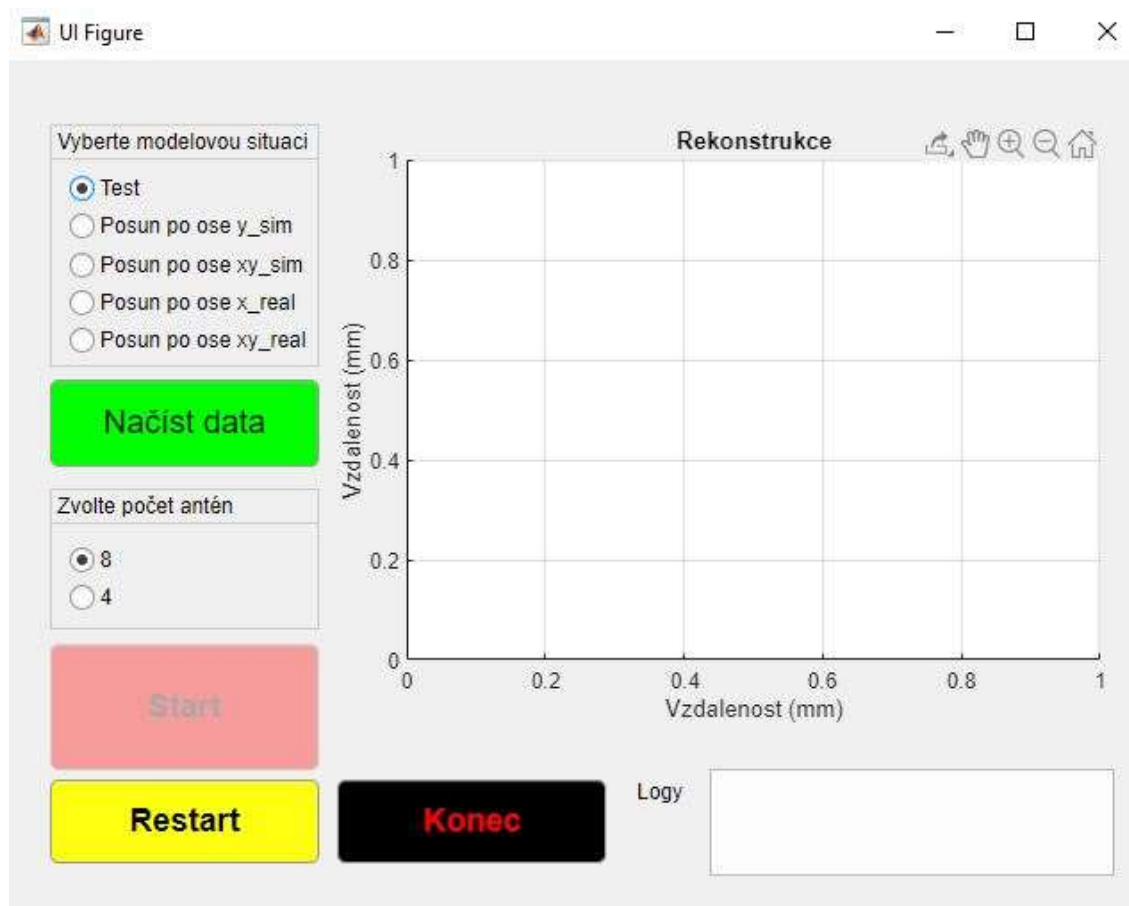 UI Figure
Vyberte modelovou situaci
Test
Posun po ose y_sim
Posun po ose xy_sim
Posun po ose x_real
Posun po ose xy_real
Načíst data
Zvolte počet antén
8
4
Start
Restart
Konec
Rekonstrukce
1
0.8
0.6
0.4
0.2
0
Vzdalenost (mm)
0 0.2 0.4 0.6 0.8 1
Vzdalenost (mm)
Logy